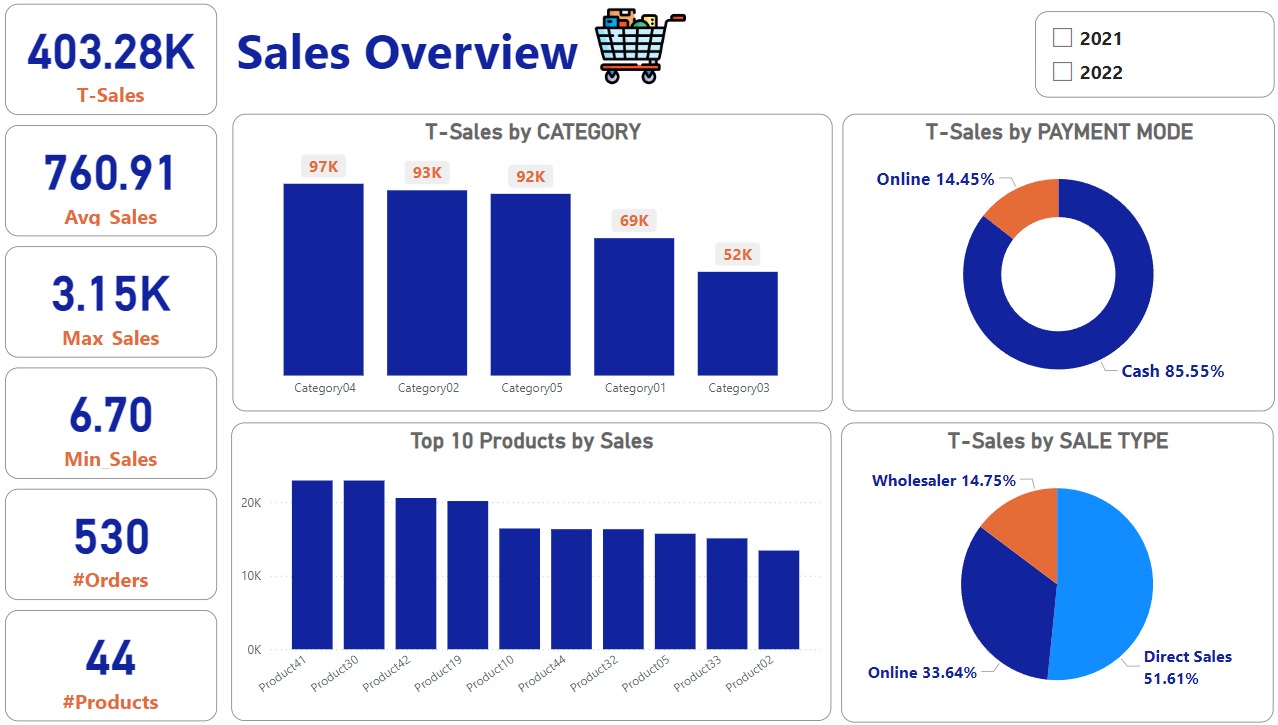 403.28K
T-Sales
760.91
Avg_Sales
3.15K
Max_Sales
6.70
Min_Sales
530
#Orders
44
#Products
Sales Overview
2021
2022
T-Sales by CATEGORY
97K
93K
92K
69K
52K
Category04
Category02
Category05
Category01
Category03
T-Sales by PAYMENT MODE
Online 14.45%
Cash 85.55%
Top 10 Products by Sales
20K
10K
0K
Product41
Product30
Product42
Product19
Product10
Product44
Product32
Product05
Product33
Product02
T-Sales by SALE TYPE
Wholesaler 14.75%
Online 33.64%
Direct Sales
51.61%